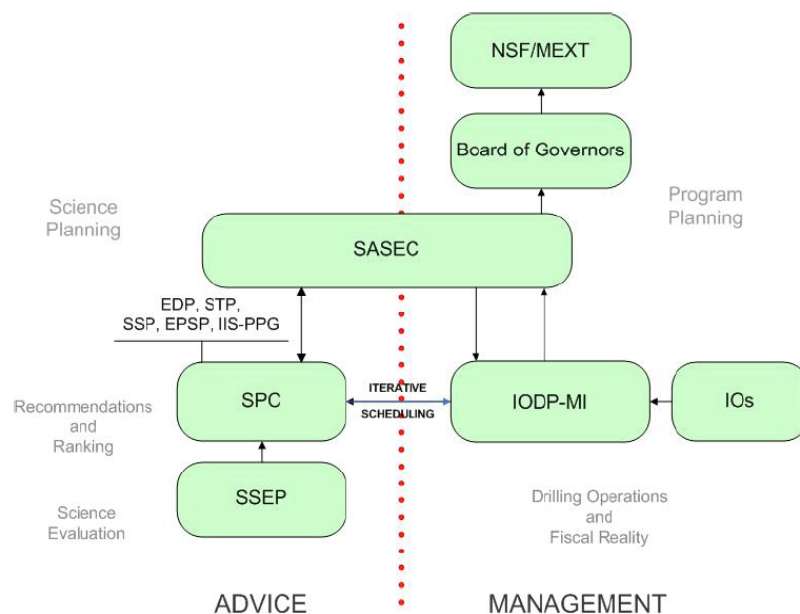 NSF/MEXT
Board of Governors
Science
Planning
Program
Planning
SASEC
EDP, STP,
SSP, EPSP, IIS-PPG
Recommendations
and
Ranking
SPC
ITERATIVE
SCHEDULING
IODP-MI
IOs
Science
Evaluation
SSEP
Drilling Operations
and
Fiscal Reality
ADVICE
MANAGEMENT